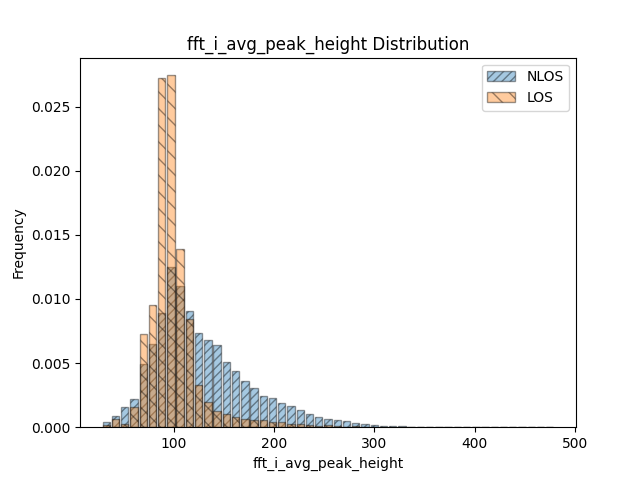 fft_i_avg_peak_height Distribution
NLOS
LOS
0.025
0.020
0.015
0.010
0.005
0.000
Frequency
100 200 300 400 500
fft_i_avg_peak_height